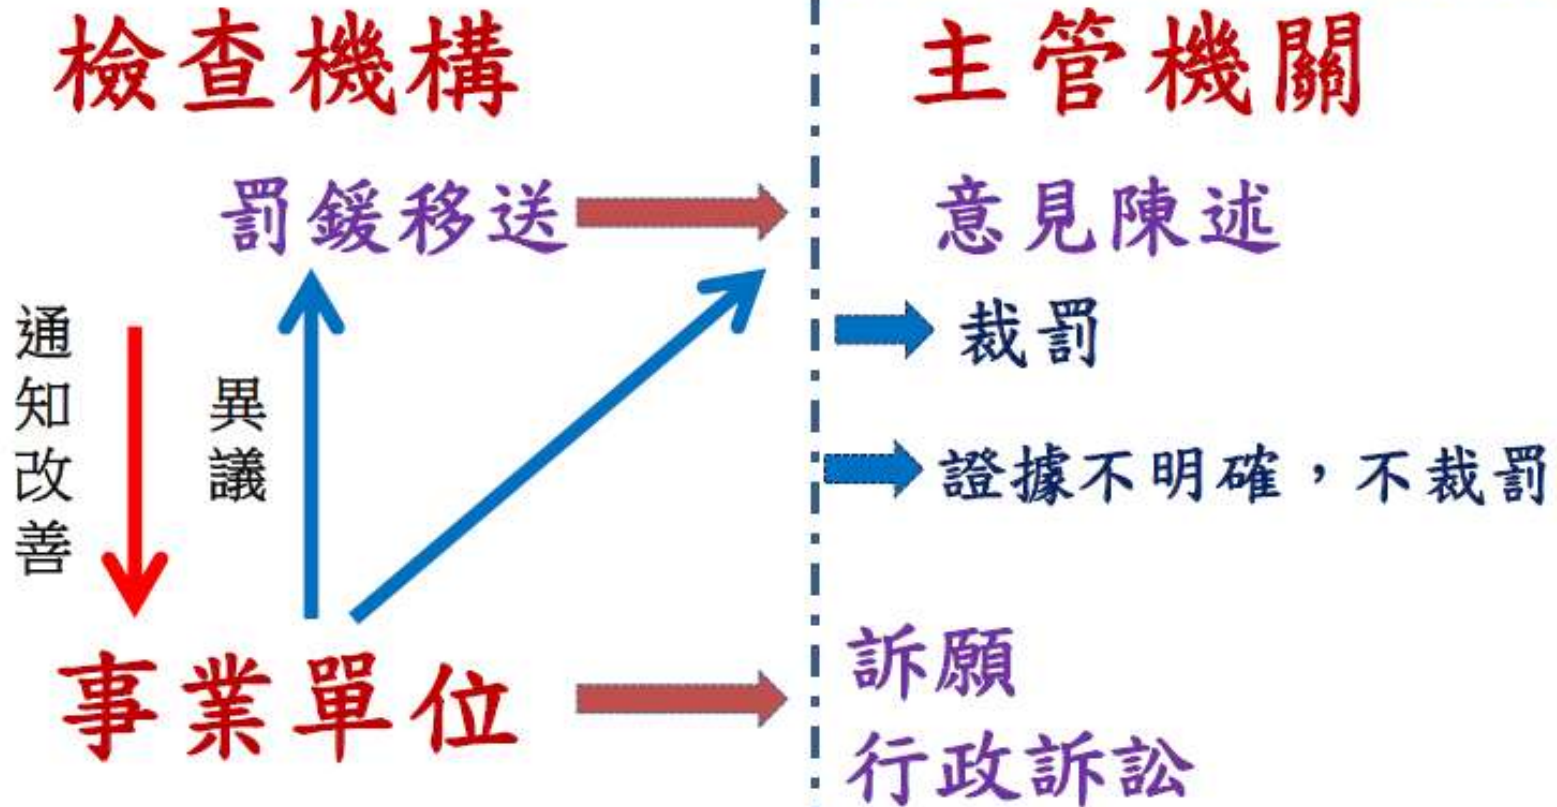 檢查機構
主管機關
罰鍰移送
意見陳述
裁罰
通知改善
異議
證據不明確，不裁罰
事業單位
訴願
行政訴訟